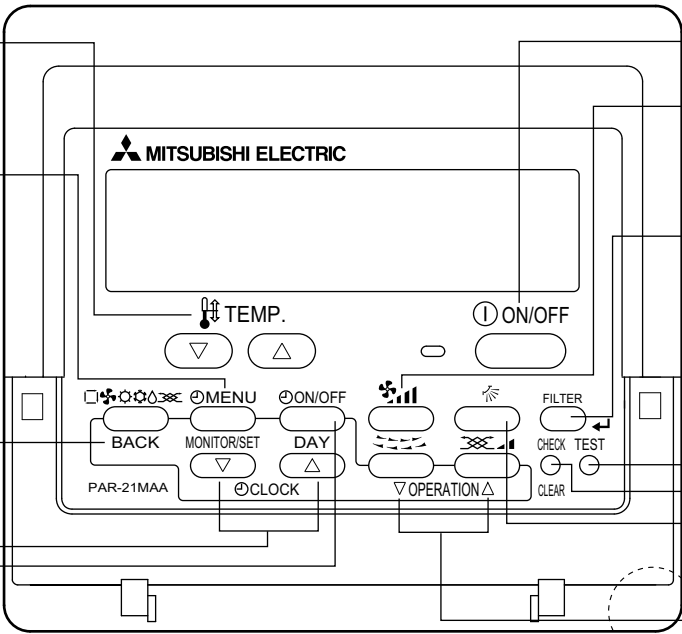 MITSUBISHI ELECTRIC
TEMP.
ON/OFF
MENU
ON/OFF
FILTER
BACK
MONITOR/SET
DAY
CHECK
TEST
PAR-21MAA
CLOCK
OPERATION
CLEAR